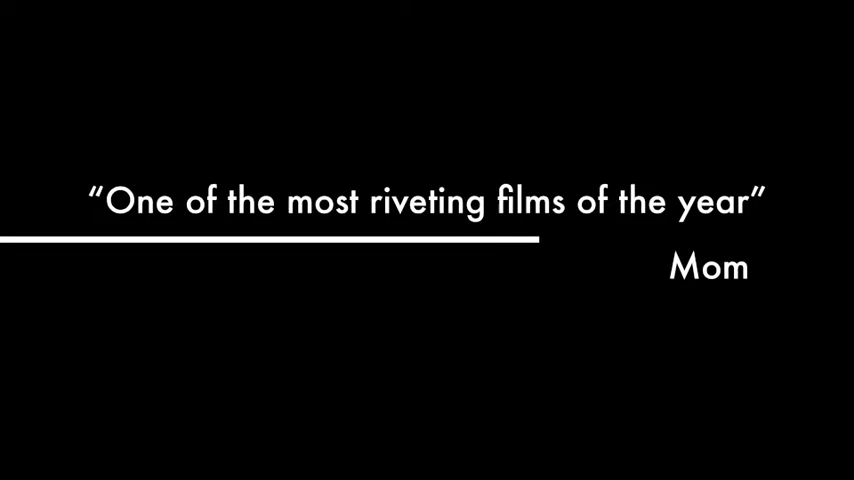 “One of the most riveting films of the year”
Mom